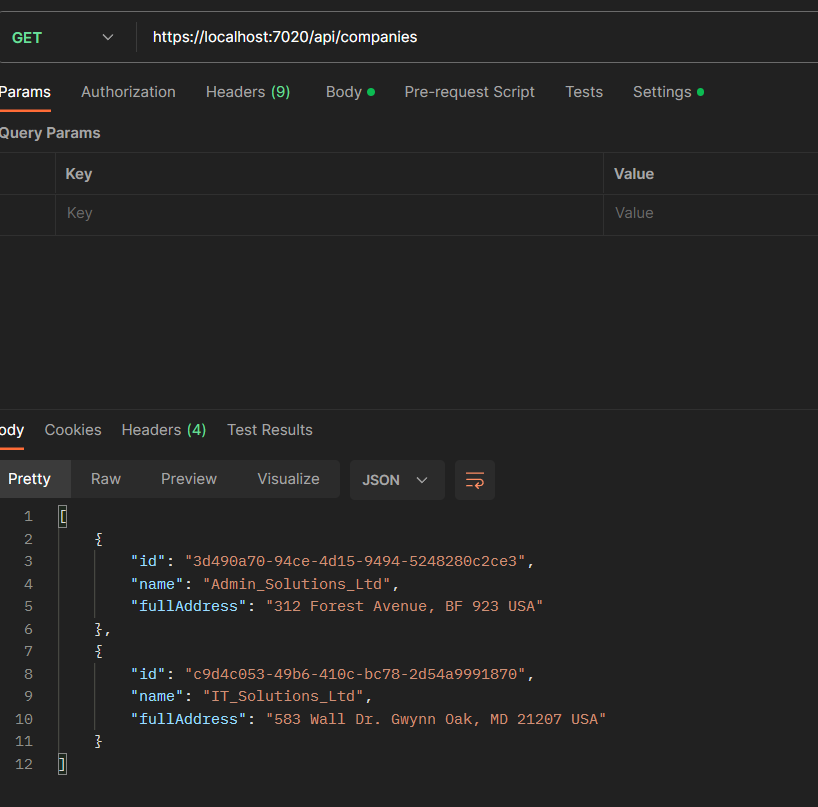 GET https://localhost:7020/api/companies
Params Authorization Headers (9) Body Pre-request Script Tests Settings
Query Params
Key Value
Key Value
ody Cookies Headers (4) Test Results
Pretty Raw Preview Visualize JSON
1 [
2 {
3 "id": "3d490a70-94ce-4d15-9494-5248280c2ce3",
4 "name": "Admin_Solutions_Ltd",
5 "fullAddress": "312 Forest Avenue, BF 923 USA"
6 },
7 {
8 "id": "c9d4c053-49b6-410c-bc78-2d54a9991870",
9 "name": "IT_Solutions_Ltd",
10 "fullAddress": "583 Wall Dr. Gwynn Oak, MD 21207 USA"
11 }
12 ]